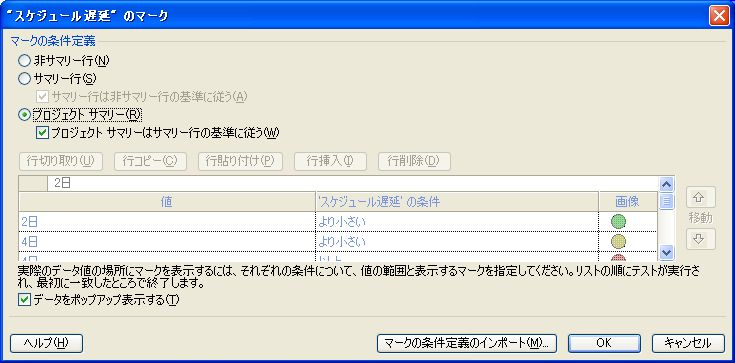 "スケジュール遅延" のマーク
マークの条件定義
非サマリー行(N)
サマリー行(S)
サマリー行は非サマリー行の基準に従う(A)
プロジェクト サマリー(R)
プロジェクト サマリーはサマリー行の基準に従う(W)
行切り取り(U) 行コピー(C) 行貼り付け(P) 行挿入(I) 行削除(D)
2日
値 'スケジュール遅延' の条件 画像
2日 より小さい
4日 より小さい
移動
4日
実際のデータ値の場所にマークを表示するには、それぞれの条件について、値の範囲と表示するマークを指定してください。リストの順にテストが実行さ
れ、最初に一致したところで終了します。
データをポップアップ表示する(T)
ヘルプ(H) マークの条件定義のインポート(M)... OK キャンセル